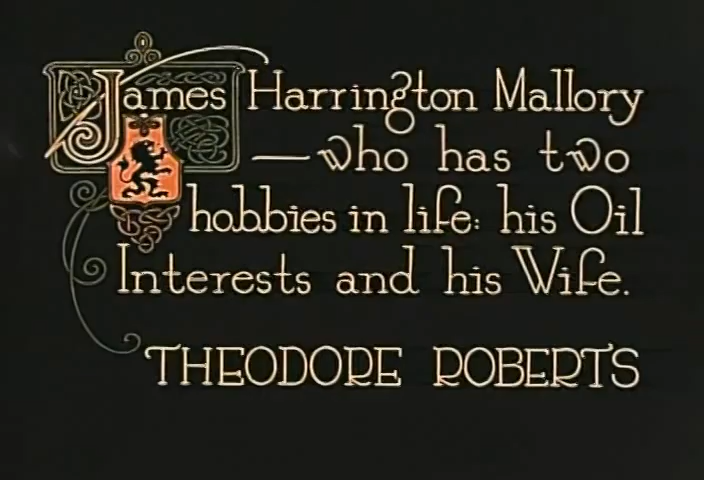 James Harrington Mallory
—who has two
hobbies in life: his Oil
Interests and his Wife.
THEODORE ROBERTS